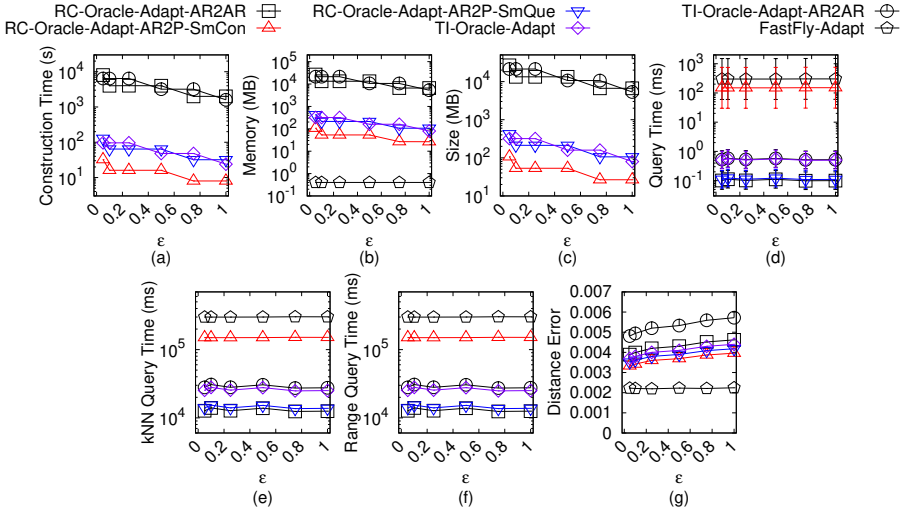 RC-Oracle-Adapt-AR2AR
RC-Oracle-Adapt-AR2P-SmCon
RC-Oracle-Adapt-AR2P-SmQue
TI-Oracle-Adapt
TI-Oracle-Adapt-AR2AR
FastFly-Adapt
Construction Time (s)
10^4
10^3
10^2
10^1
0
0.2
0.4
0.6
0.8
1
ε
(a)
Memory (MB)
10^5
10^4
10^3
10^2
10^1
10^0
10^-1
0
0.2
0.4
0.6
0.8
1
ε
(b)
Size (MB)
10^4
10^3
10^2
10^1
0
0.2
0.4
0.6
0.8
1
ε
(c)
Query Time (ms)
10^3
10^2
10^1
10^0
10^-1
0
0.2
0.4
0.6
0.8
1
ε
(d)
kNN Query Time (ms)
10^5
10^4
0
0.2
0.4
0.6
0.8
1
ε
(e)
Range Query Time (ms)
10^5
10^4
0
0.2
0.4
0.6
0.8
1
ε
(f)
Distance Error
0.007
0.006
0.005
0.004
0.003
0.002
0.001
0
0
0.2
0.4
0.6
0.8
1
ε
(g)